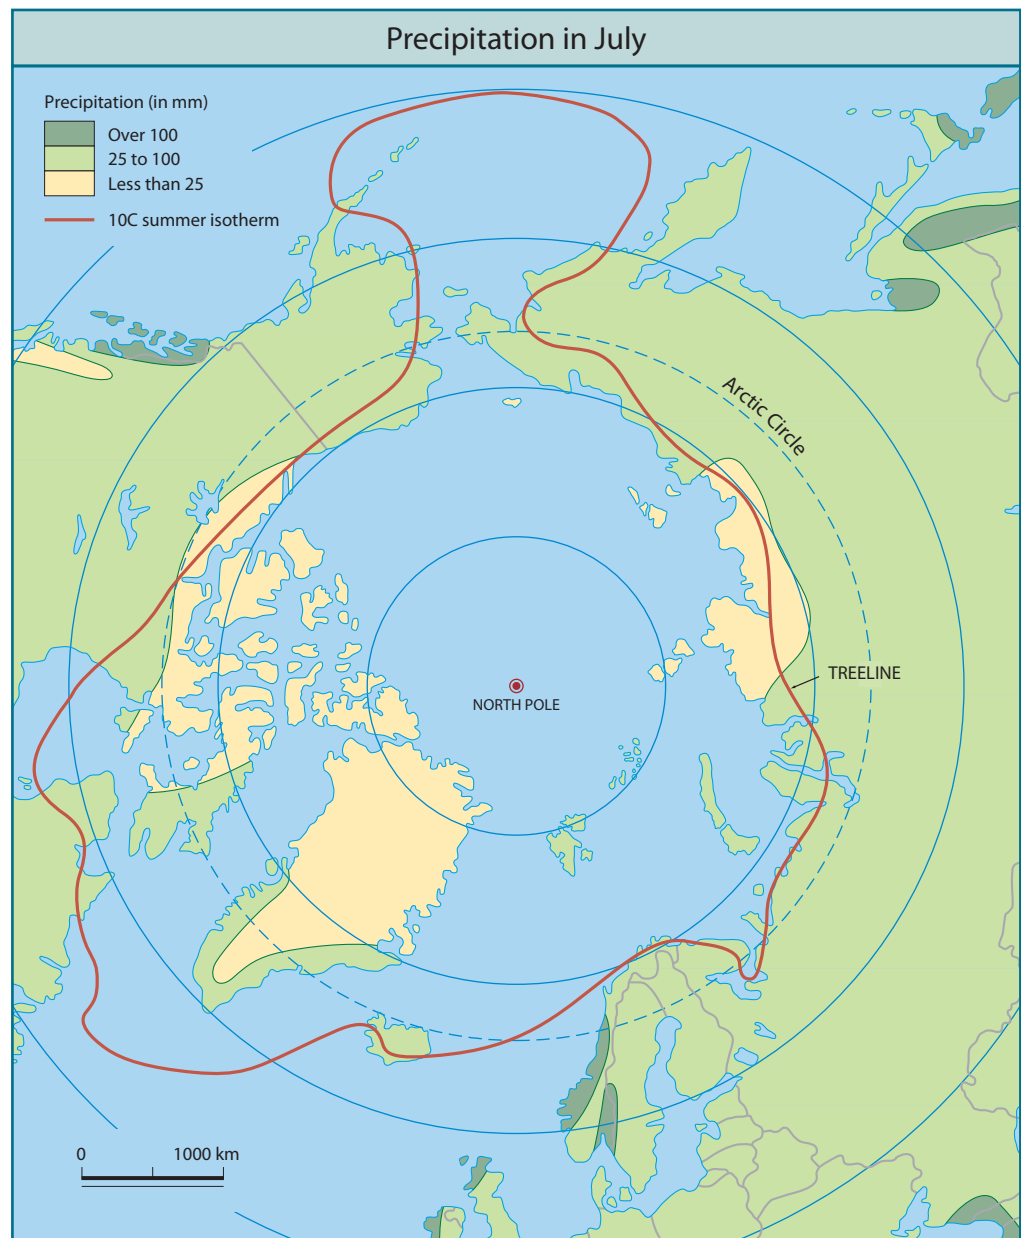 Precipitation in July
Precipitation (in mm)
Over 100
25 to 100
Less than 25
10C summer isotherm
Arctic Circle
TREELINE
NORTH POLE
0 1000 km